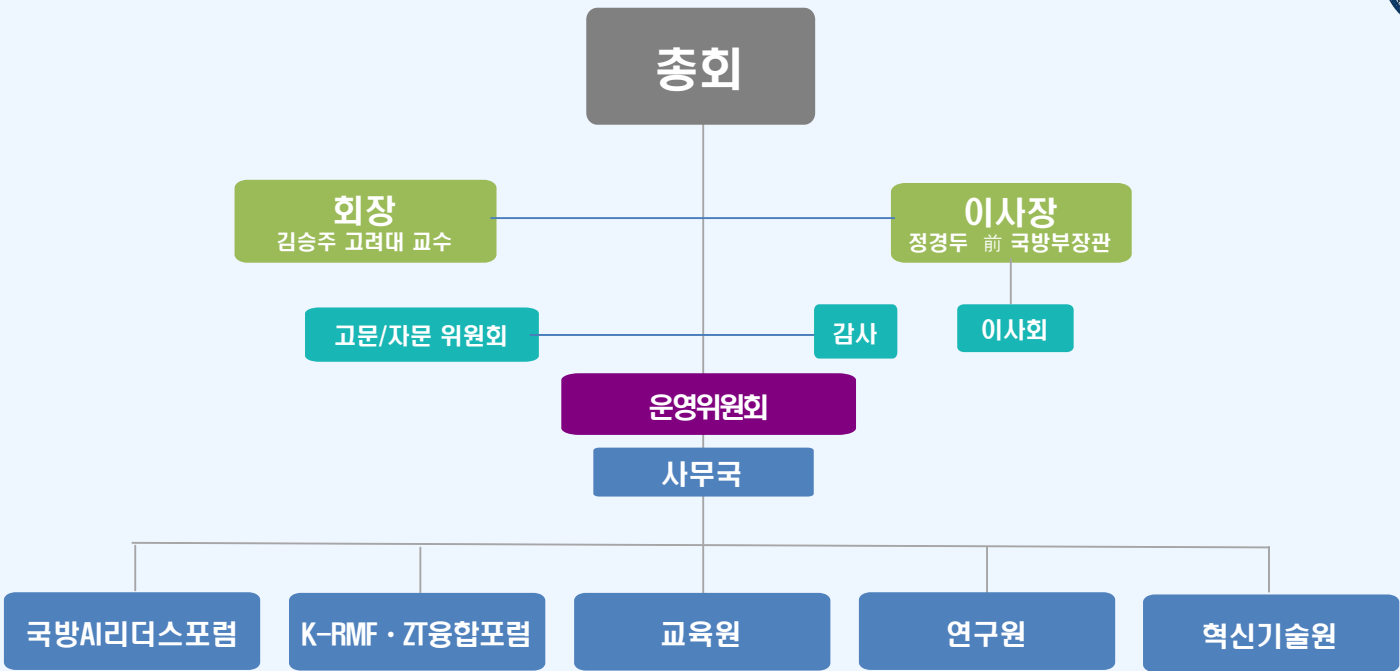 총회
회장
김승주 고려대 교수
이사장
정경두 前 국방부장관
고문/자문 위원회
감사
이사회
운영위원회
사무국
국방AI리더스포럼
K-RMF · ZT융합포럼
교육원
연구원
혁신기술원